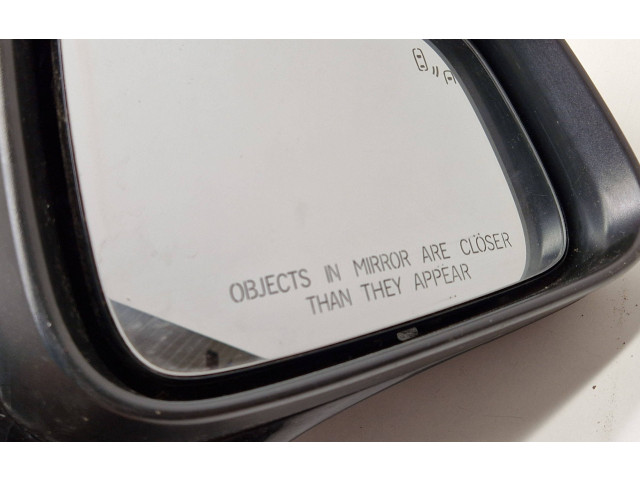 OBJECTS IN MIRROR ARE CLOSER
THAN THEY APPEAR